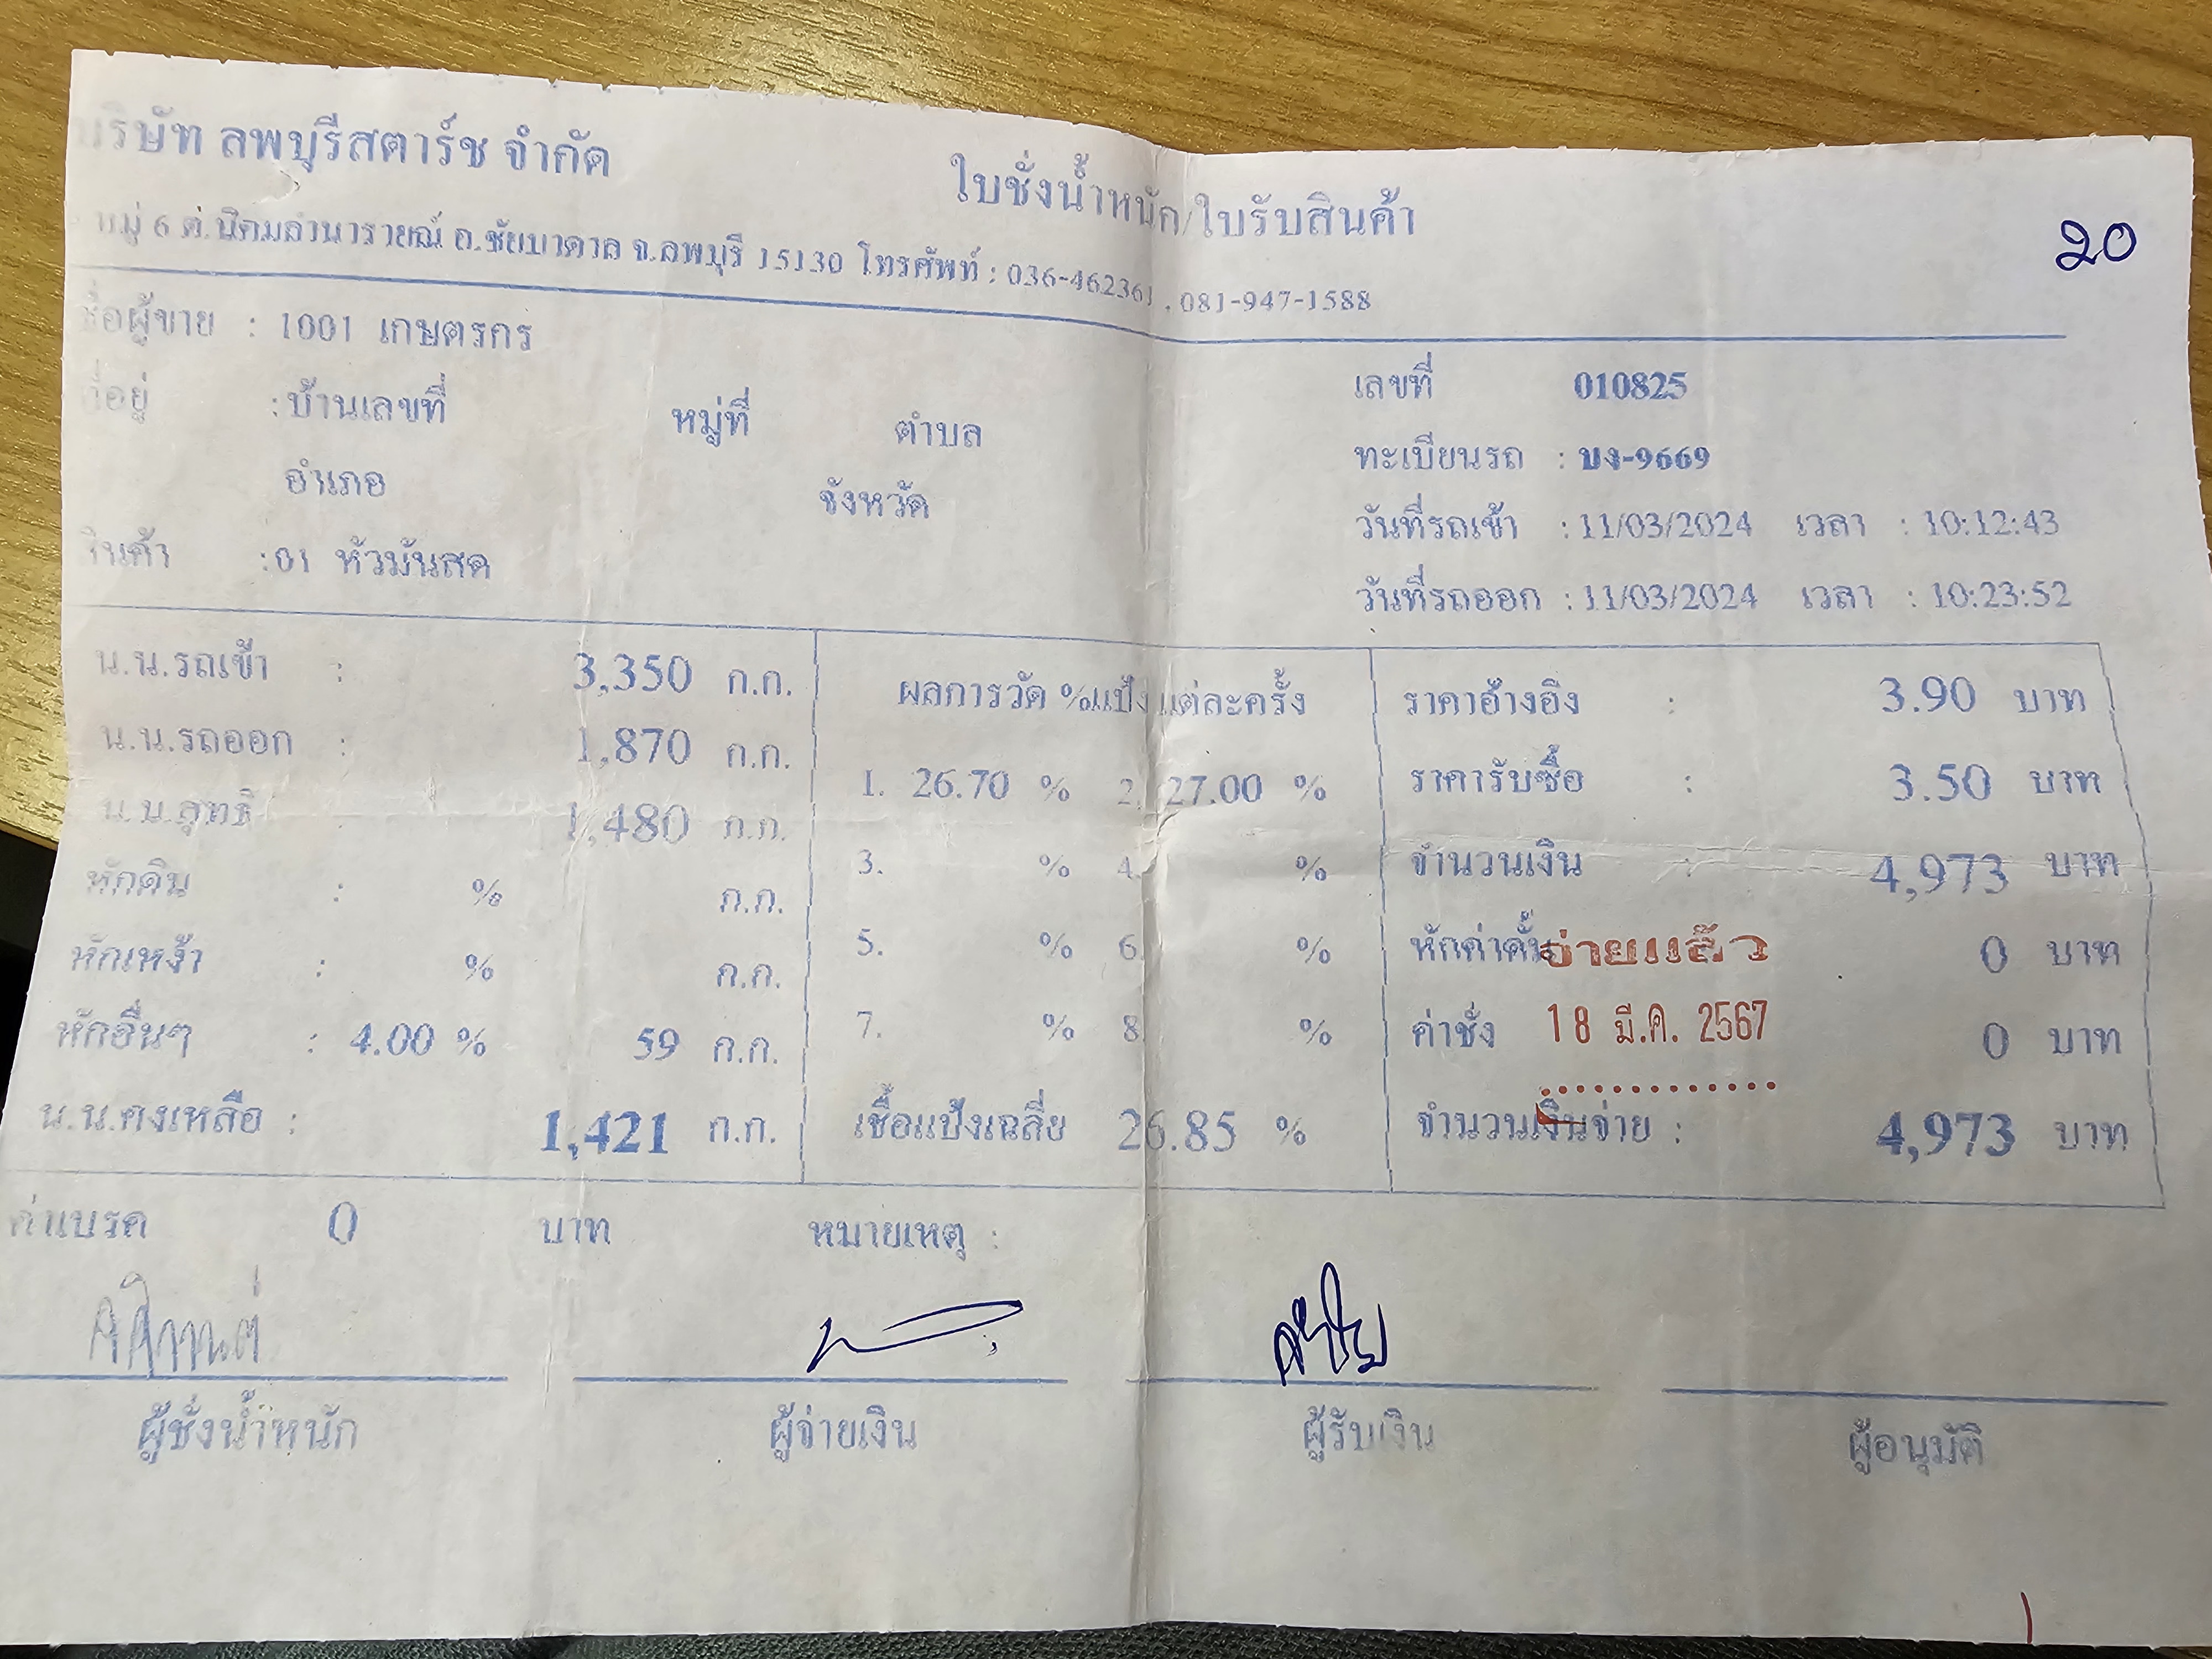 บริษัท ลพบุรีสตาร์ช จำกัด
ใบชั่งน้ำหนัก/ใบรับสินค้า
20
หมู่ 6 ต.นิคมลำนารายณ์ อ.ชัยบาดาล จ.ลพบุรี 15130 โทรศัพท์ : 036-462361 , 081-947-1588
ชื่อผู้ขาย : 1001 เกษตรกร
เลขที่ 010825
ที่อยู่ : บ้านเลขที่ หมู่ที่ ตำบล
ทะเบียนรถ : บง-9669
อำเภอ จังหวัด
วันที่รถเข้า : 11/03/2024 เวลา : 10:12:43
สินค้า : 01 หัวมันสด
วันที่รถออก : 11/03/2024 เวลา : 10:23:52
น.น.รถเข้า : 3,350 ก.ก.
น.น.รถออก : 1,870 ก.ก.
น.น.สุทธิ : 1,480 ก.ก.
หักดิน : % ก.ก.
หักเหง้า : % ก.ก.
หักอื่นๆ : 4.00 % 59 ก.ก.
น.น.คงเหลือ : 1,421 ก.ก.
ผลการวัด %แป้งแต่ละครั้ง
1. 26.70 % 2. 27.00 %
3. % 4. %
5. % 6. %
7. % 8. %
เชื้อแป้งเฉลี่ย 26.85 %
ราคาอ้างอิง : 3.90 บาท
ราคารับซื้อ : 3.50 บาท
จำนวนเงิน : 4,973 บาท
หักค่าดั้ม 0 บาท
จ่ายแล้ว
ค่าชั่ง 0 บาท
18 มี.ค. 2567
จำนวนเงินจ่าย : 4,973 บาท
ค่าแบรค 0 บาท หมายเหตุ :
ผู้ชั่งน้ำหนัก ผู้จ่ายเงิน ผู้รับเงิน ผู้อนุมัติ